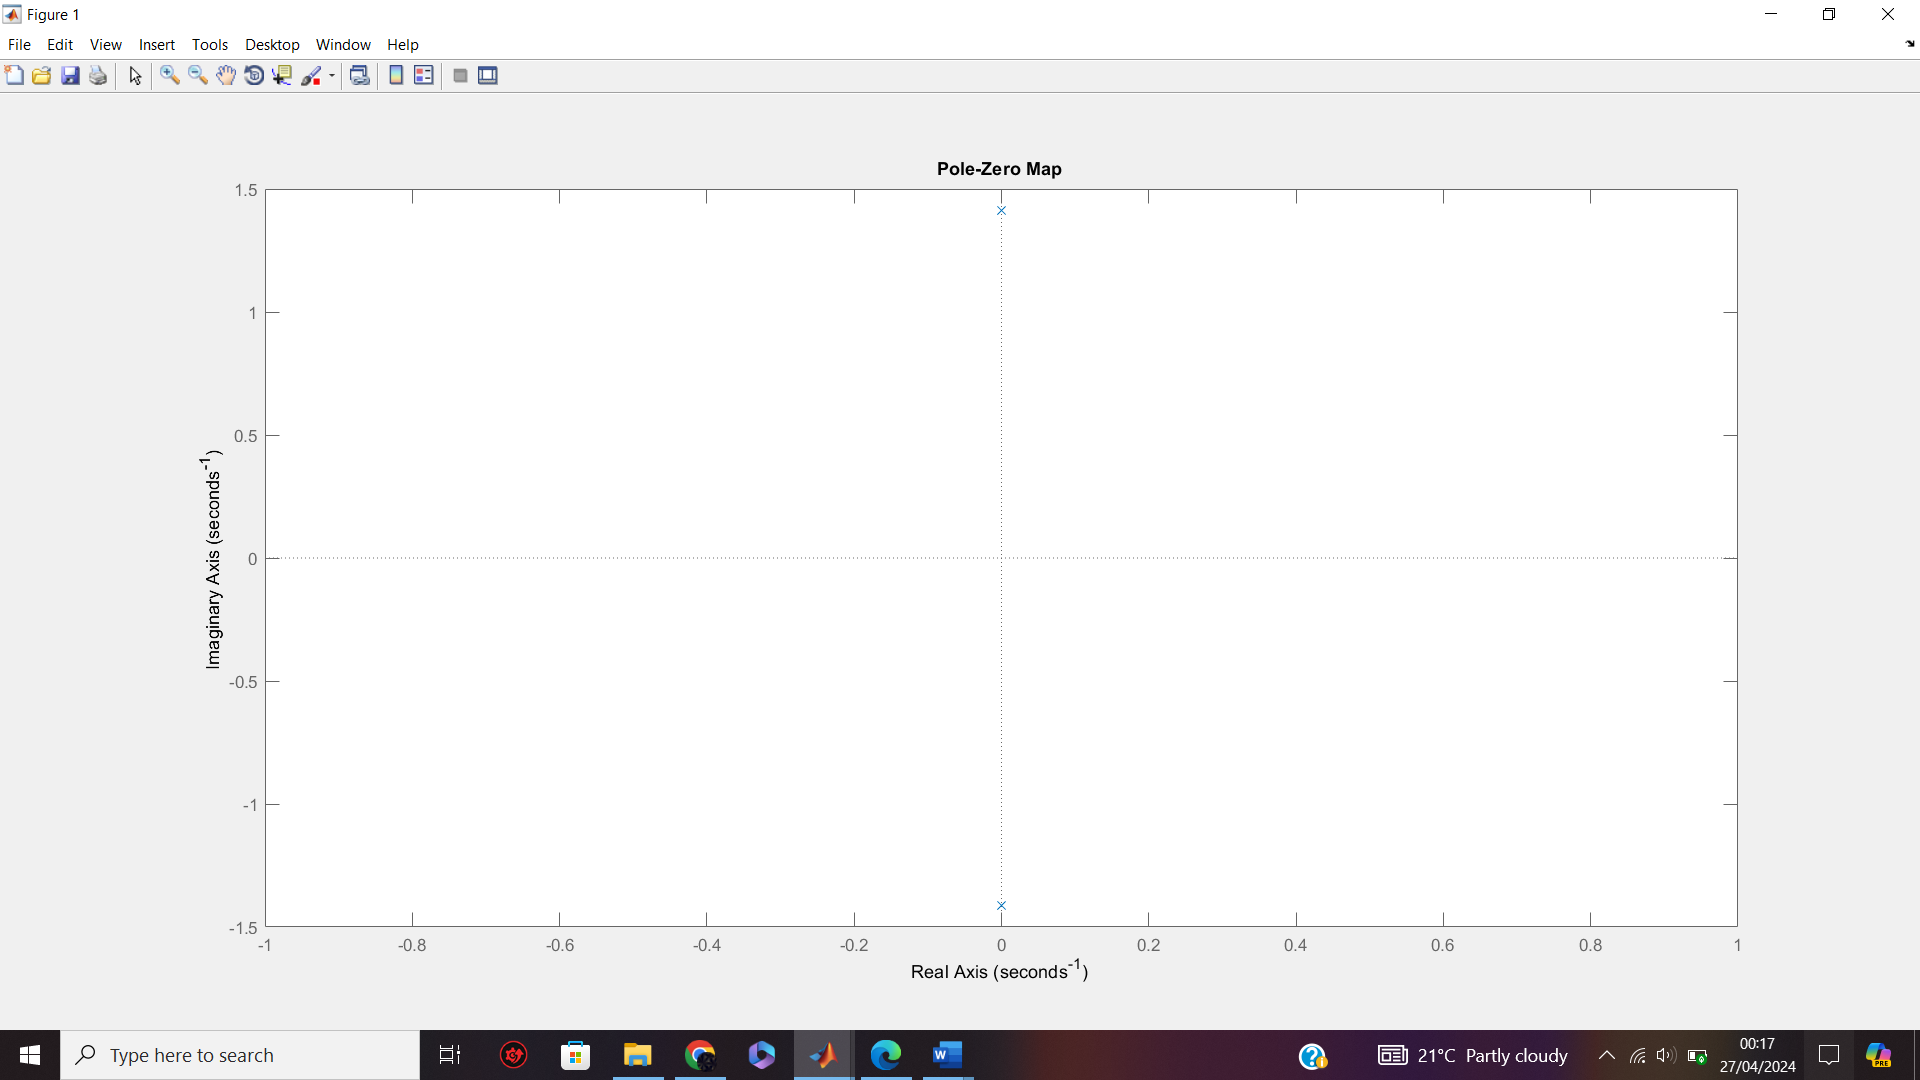 Figure 1
File Edit View Insert Tools Desktop Window Help
Pole-Zero Map
1.5
1
0.5
0
-0.5
-1
-1.5
Imaginary Axis (seconds-1)
-1 -0.8 -0.6 -0.4 -0.2 0 0.2 0.4 0.6 0.8 1
Real Axis (seconds-1)
Type here to search
W
21°C Partly cloudy
00:17
27/04/2024
PRE